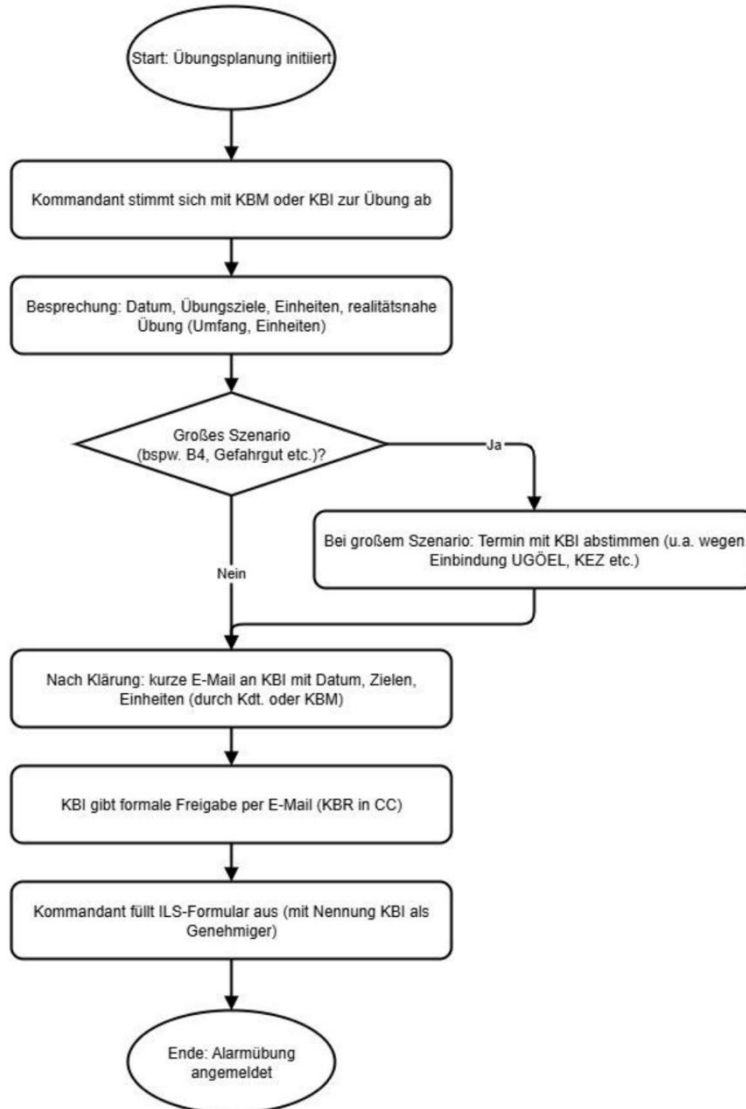 Start: Übungsplanung initiiert
Kommandant stimmt sich mit KBM oder KBI zur Übung ab
Besprechung: Datum, Übungsziele, Einheiten, realitätsnahe
Übung (Umfang, Einheiten)
Großes Szenario
(bspw. B4, Gefahrgut etc.)?
Ja
Bei großem Szenario: Termin mit KBI abstimmen (u.a. wegen
Einbindung UGÖEL, KEZ etc.)
Nein
Nach Klärung: kurze E-Mail an KBI mit Datum, Zielen,
Einheiten (durch Kdt. oder KBM)
KBI gibt formale Freigabe per E-Mail (KBR in CC)
Kommandant füllt ILS-Formular aus (mit Nennung KBI als
Genehmiger)
Ende: Alarmübung
angemeldet